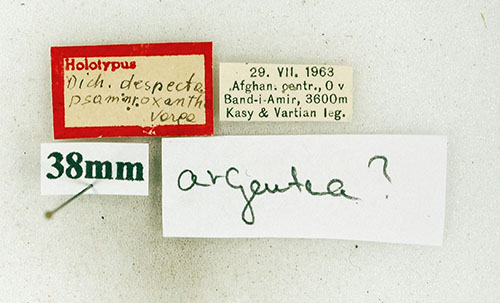 Holotypus
Dich. despecta
psammoxantha
Varga
29. VII. 1963
Afghan. centr., O v
Band-i-Amir, 3600m
Kasy & Vartian leg.
38mm
argentea ?